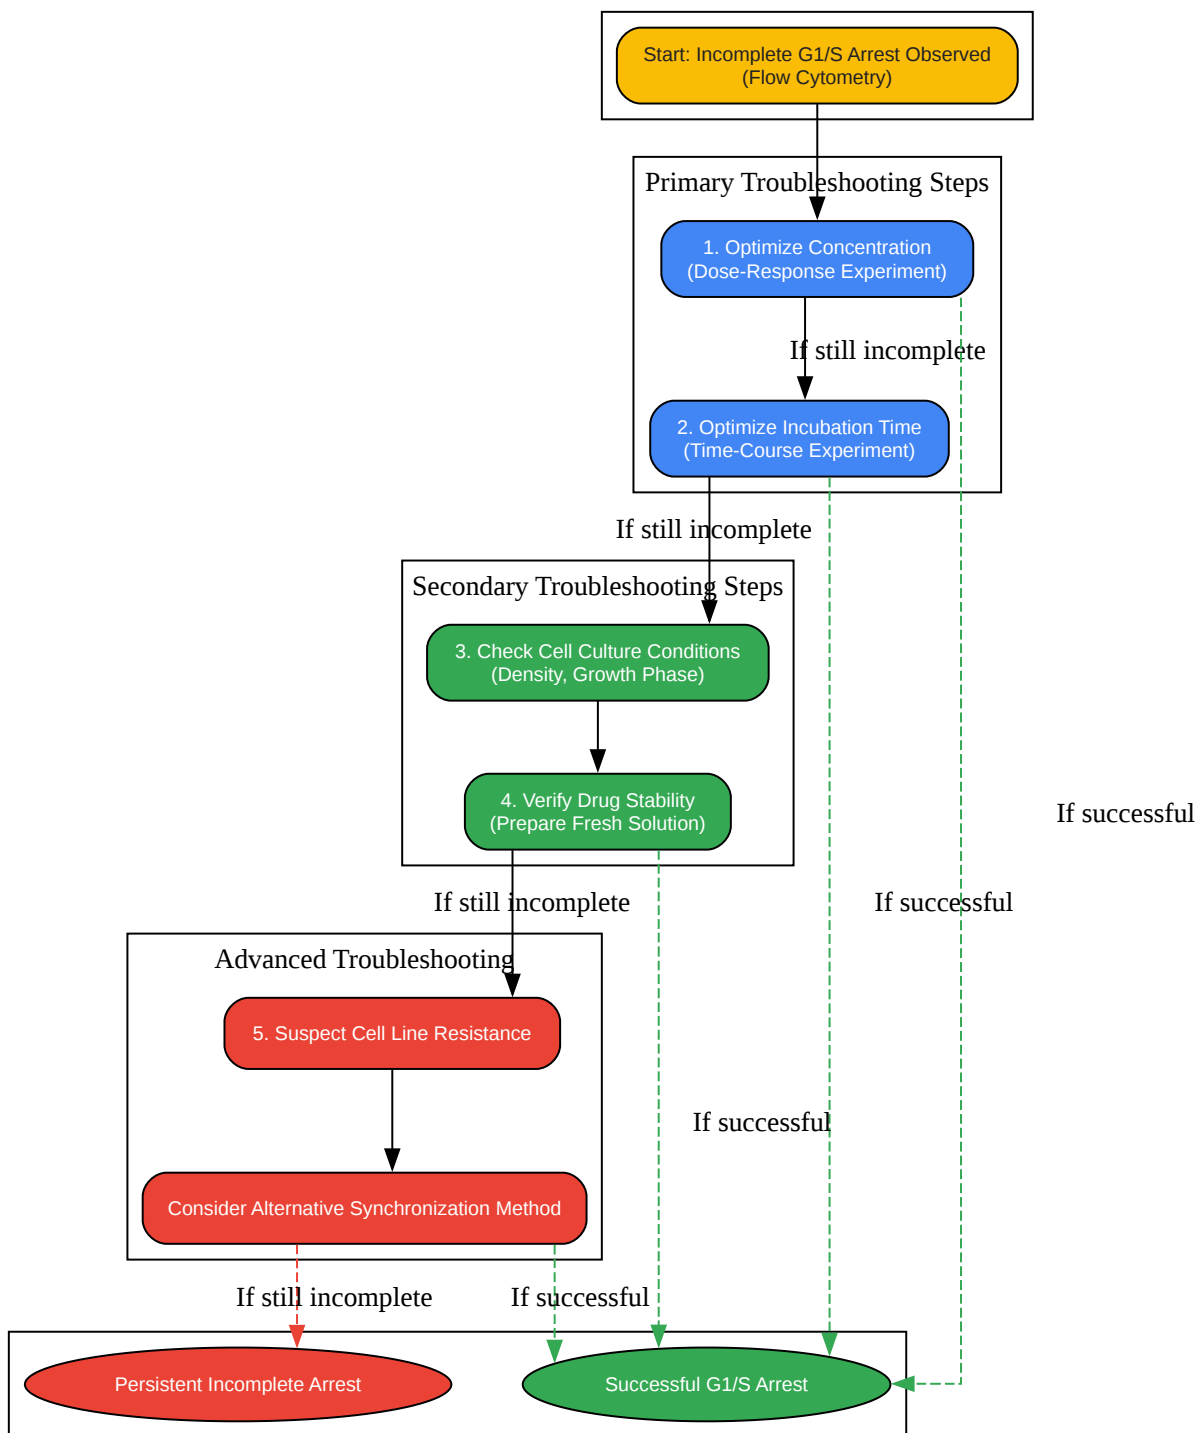 Start: Incomplete G1/S Arrest Observed
(Flow Cytometry)
Primary Troubleshooting Steps
1. Optimize Concentration
(Dose-Response Experiment)
If still incomplete
2. Optimize Incubation Time
(Time-Course Experiment)
If still incomplete
Secondary Troubleshooting Steps
3. Check Cell Culture Conditions
(Density, Growth Phase)
4. Verify Drug Stability
(Prepare Fresh Solution)
If successful
If still incomplete
If successful
Advanced Troubleshooting
5. Suspect Cell Line Resistance
If successful
Consider Alternative Synchronization Method
If still incomplete
If successful
Persistent Incomplete Arrest
Successful G1/S Arrest